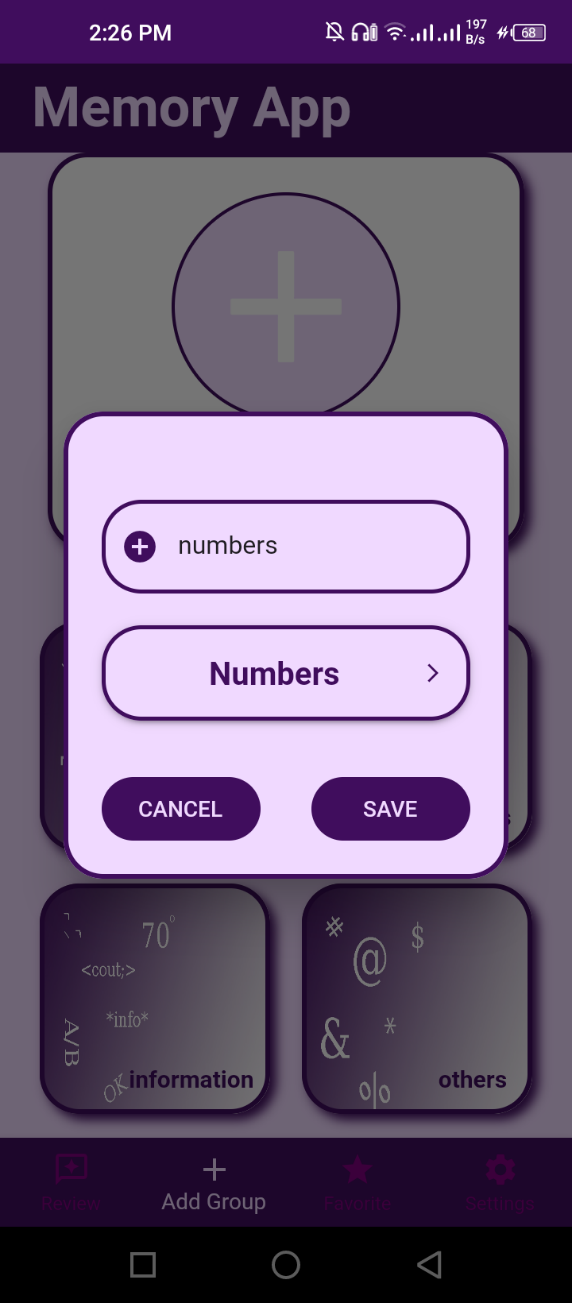 2:26 PM
197
B/s
68
Memory App
numbers
Numbers
CANCEL
SAVE
s
70°
<cout;>
*info*
A/B
OK
information
# @ $
& *
%
others
Review
Add Group
Favorite
Settings